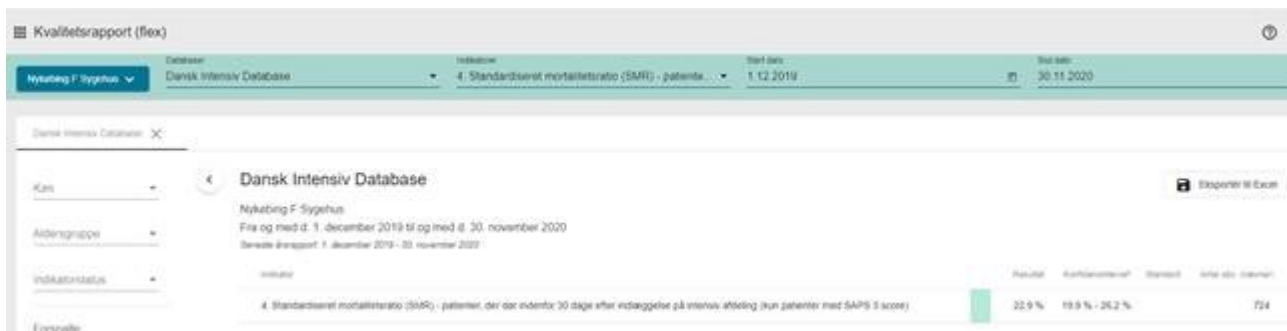 Kvalitetsrapport (flex)
Nykøbing F Sygehus
Database
Dansk Intensiv Database
Indikatorer
4. Standardiseret mortalitetsratio (SMR) - patiente...
Start dato
1.12.2019
Slut dato
30.11.2020
Dansk Intensiv Database
Køn
Aldersgruppe
Indikatorstatus
Forespalte
Dansk Intensiv Database
Eksportér til Excel
Nykøbing F Sygehus
Fra og med d. 1. december 2019 til og med d. 30. november 2020
Seneste årsrapport: 1. december 2019 - 30. november 2020
Indikator
Resultat
Konfidensinterval
Standard
4. Standardiseret mortalitetsratio (SMR) - patienter, der dør indenfor 30 dage efter indlæggelse på intensiv afdeling (kun patienter med SAPS 3 score)
22.9 %
19.9 % - 26.2 %
724